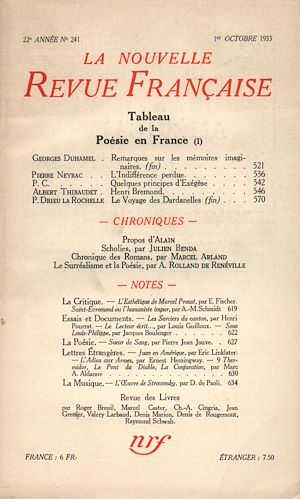 22e ANNÉE No 241 1er OCTOBRE 1933
LA NOUVELLE
REVUE FRANÇAISE
Tableau
de la
Poésie en France (I)
GEORGES DUHAMEL . Remarques sur les mémoires imagi-
naires. (fin) . . . . . . . . . 521
PIERRE NEYRAC . . L'Indifférence perdue . . . . . 536
P. C. . . . . . . . Quelques principes d'Exégèse . . 542
ALBERT THIBAUDET . Henri Bremond. . . . . . . . 546
P. DRIEU LA ROCHELLE Le Voyage des Dardanelles (fin) . 570
— CHRONIQUES —
Propos d'ALAIN
Scholies, par JULIEN BENDA
Chronique des Romans, par MARCEL ARLAND
Le Surréalisme et la Poésie, par A. ROLLAND DE RENÉVILLE
— NOTES —
La Critique. — L'Esthétique de Marcel Proust, par E. Fischer.
Saint-Evremond ou l'humaniste impur, par A.-M. Schmidt 619
Essais et Documents. — Les Sorciers du canton, par Henri
Pourrat. — Le Lecteur écrit..., par Louis Guilloux. — Sous
Louis-Philippe, par Jacques Boulenger . . . . . . 622
La Poésie. — Sueur de Sang, par Pierre Jean Jouve. . 627
Lettres Étrangères. — Juan en Amérique, par Eric Linklater.
— L'Adieu aux Armes, par Ernest Hemingway. — 9 Ther-
midor, Le Pont du Diable, La Conjuration, par Marc
A. Aldanov . . . . . . . . . . . . 630
La Musique. — L'Œuvre de Strawinsky, par D. de Paoli. 634
Revue des Livres
par Roger Breuil, Marcel Caster, Ch.-A. Cingria, Jean
Grenier, Valery Larbaud, Denis Marion, Denis de Rougemont,
Raymond Schwab.
nrf
FRANCE : 6 FR. ÉTRANGER : 7.50